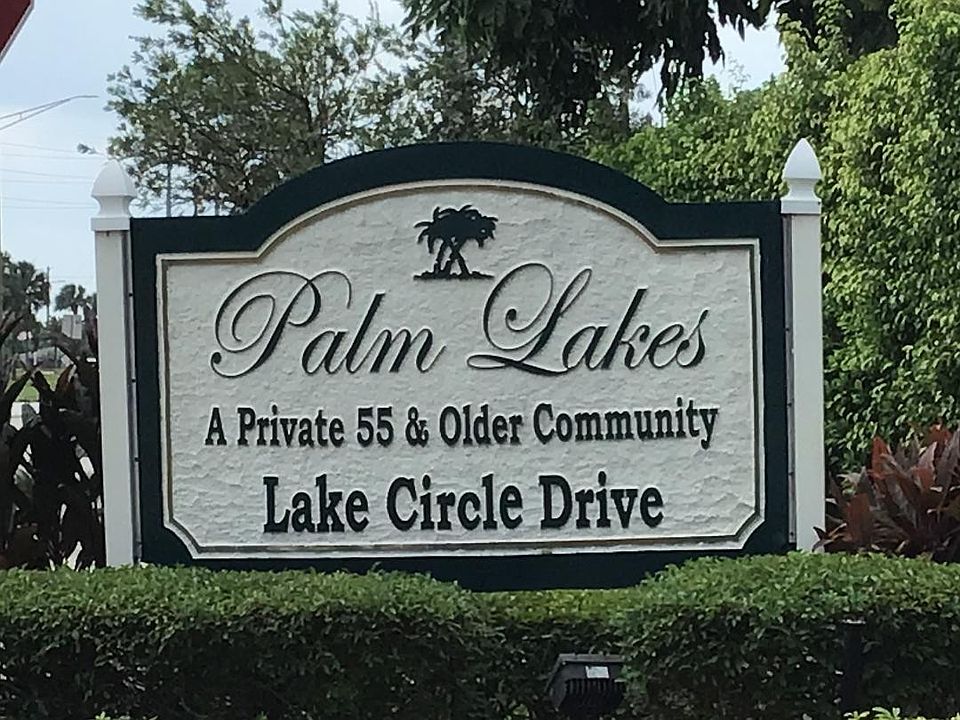 Palm Lakes
A Private 55 & Older Community
Lake Circle Drive